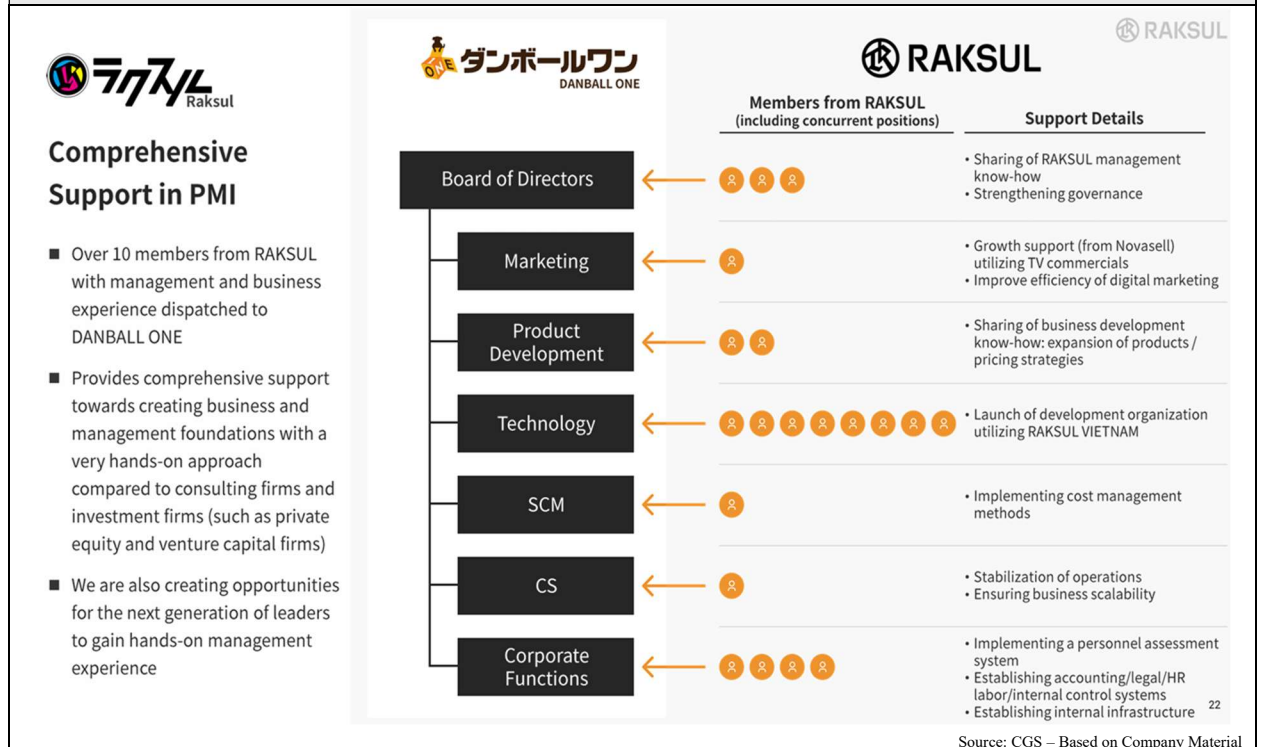 RAKSUL
ラクスル
Raksul
Comprehensive
Support in PMI
■ Over 10 members from RAKSUL
with management and business
experience dispatched to
DANBALL ONE
■ Provides comprehensive support
towards creating business and
management foundations with a
very hands-on approach
compared to consulting firms and
investment firms (such as private
equity and venture capital firms)
■ We are also creating opportunities
for the next generation of leaders
to gain hands-on management
experience
ONE
ダンボールワン
DANBALL ONE
RAKSUL
Members from RAKSUL
(including concurrent positions)
Support Details
Board of Directors
• Sharing of RAKSUL management
know-how
• Strengthening governance
Marketing
• Growth support (from Novasell)
utilizing TV commercials
• Improve efficiency of digital marketing
Product
Development
• Sharing of business development
know-how: expansion of products /
pricing strategies
Technology
• Launch of development organization
utilizing RAKSUL VIETNAM
SCM
• Implementing cost management
methods
CS
• Stabilization of operations
• Ensuring business scalability
Corporate
Functions
• Implementing a personnel assessment
system
• Establishing accounting/legal/HR
labor/internal control systems
• Establishing internal infrastructure
22
Source: CGS – Based on Company Material